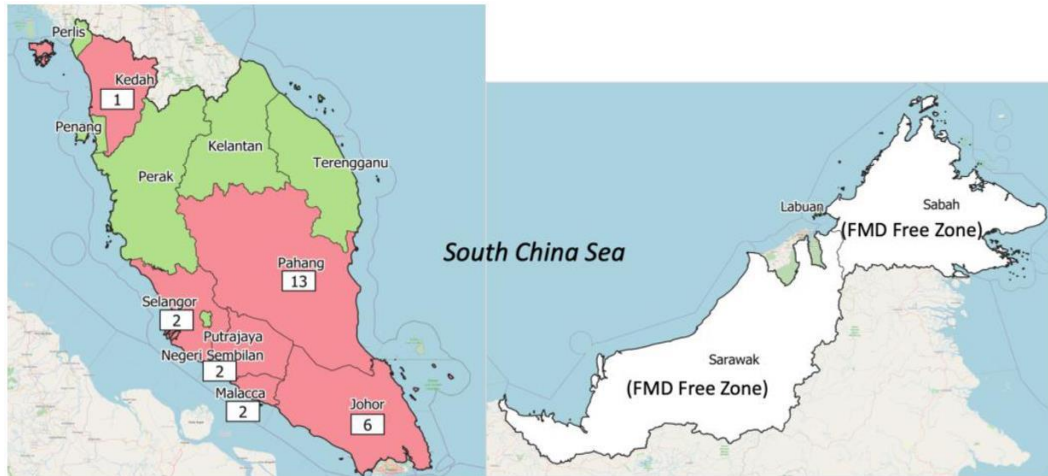 Perlis
Kedah
1
Penang
Kelantan
Perak
Terengganu
Pahang
13
Selangor
2
Putrajaya
Negeri Sembilan
2
Malacca
2
Johor
6
South China Sea
Labuan
Sabah
(FMD Free Zone)
Sarawak
(FMD Free Zone)